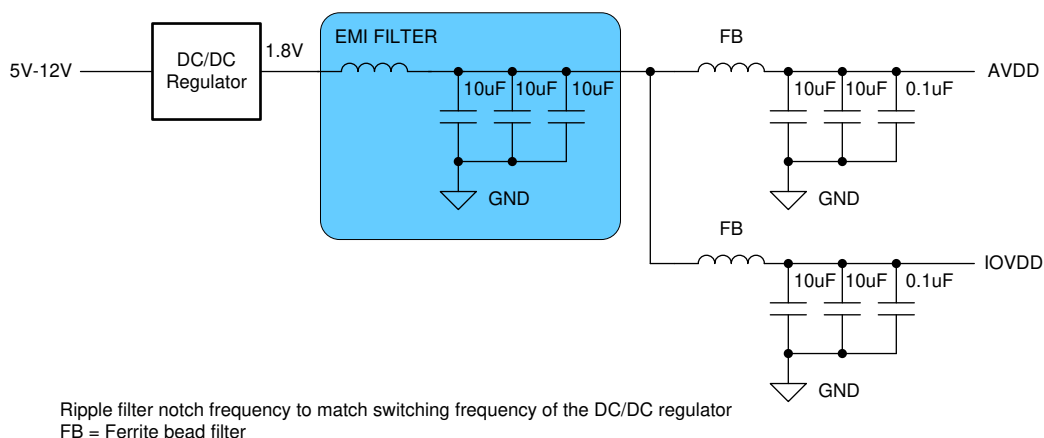 5V-12V
DC/DC
Regulator
1.8V
EMI FILTER
10uF 10uF 10uF
GND
FB
10uF 10uF 0.1uF
AVDD
GND
FB
10uF 10uF 0.1uF
IOVDD
GND
Ripple filter notch frequency to match switching frequency of the DC/DC regulator
FB = Ferrite bead filter